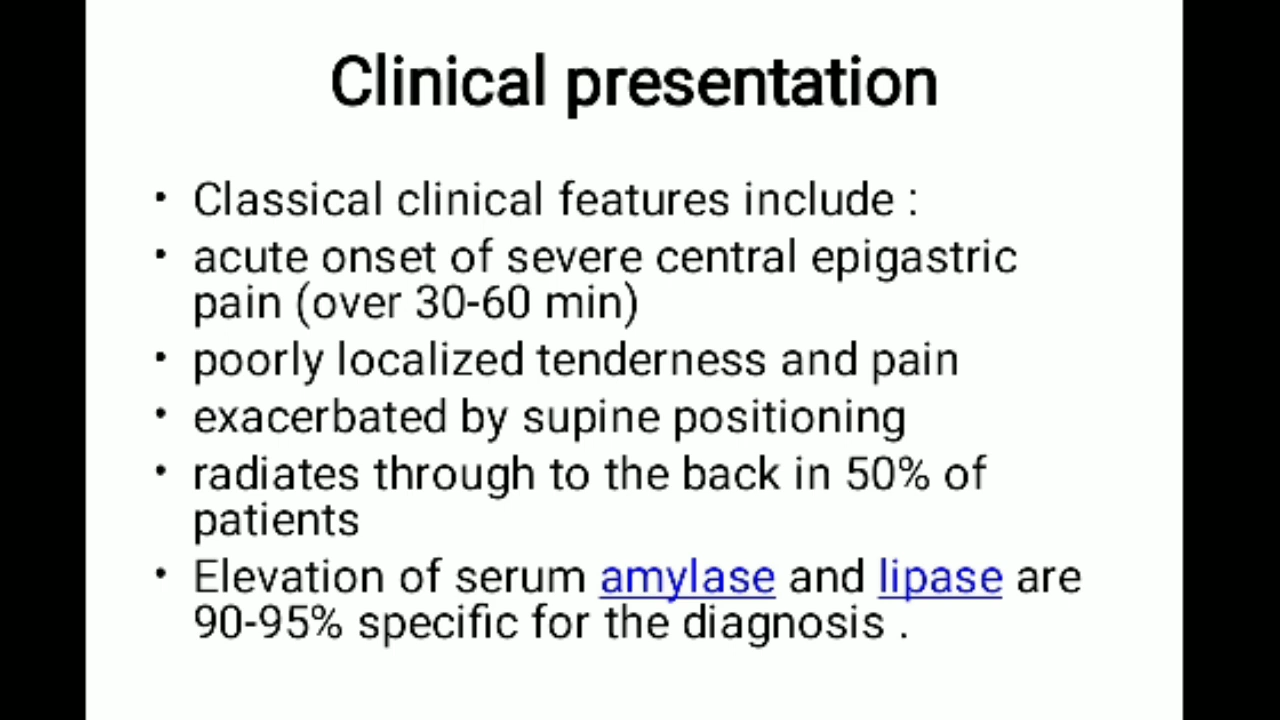 Clinical presentation
• Classical clinical features include :
• acute onset of severe central epigastric
pain (over 30-60 min)
• poorly localized tenderness and pain
• exacerbated by supine positioning
• radiates through to the back in 50% of
patients
• Elevation of serum amylase and lipase are
90-95% specific for the diagnosis .